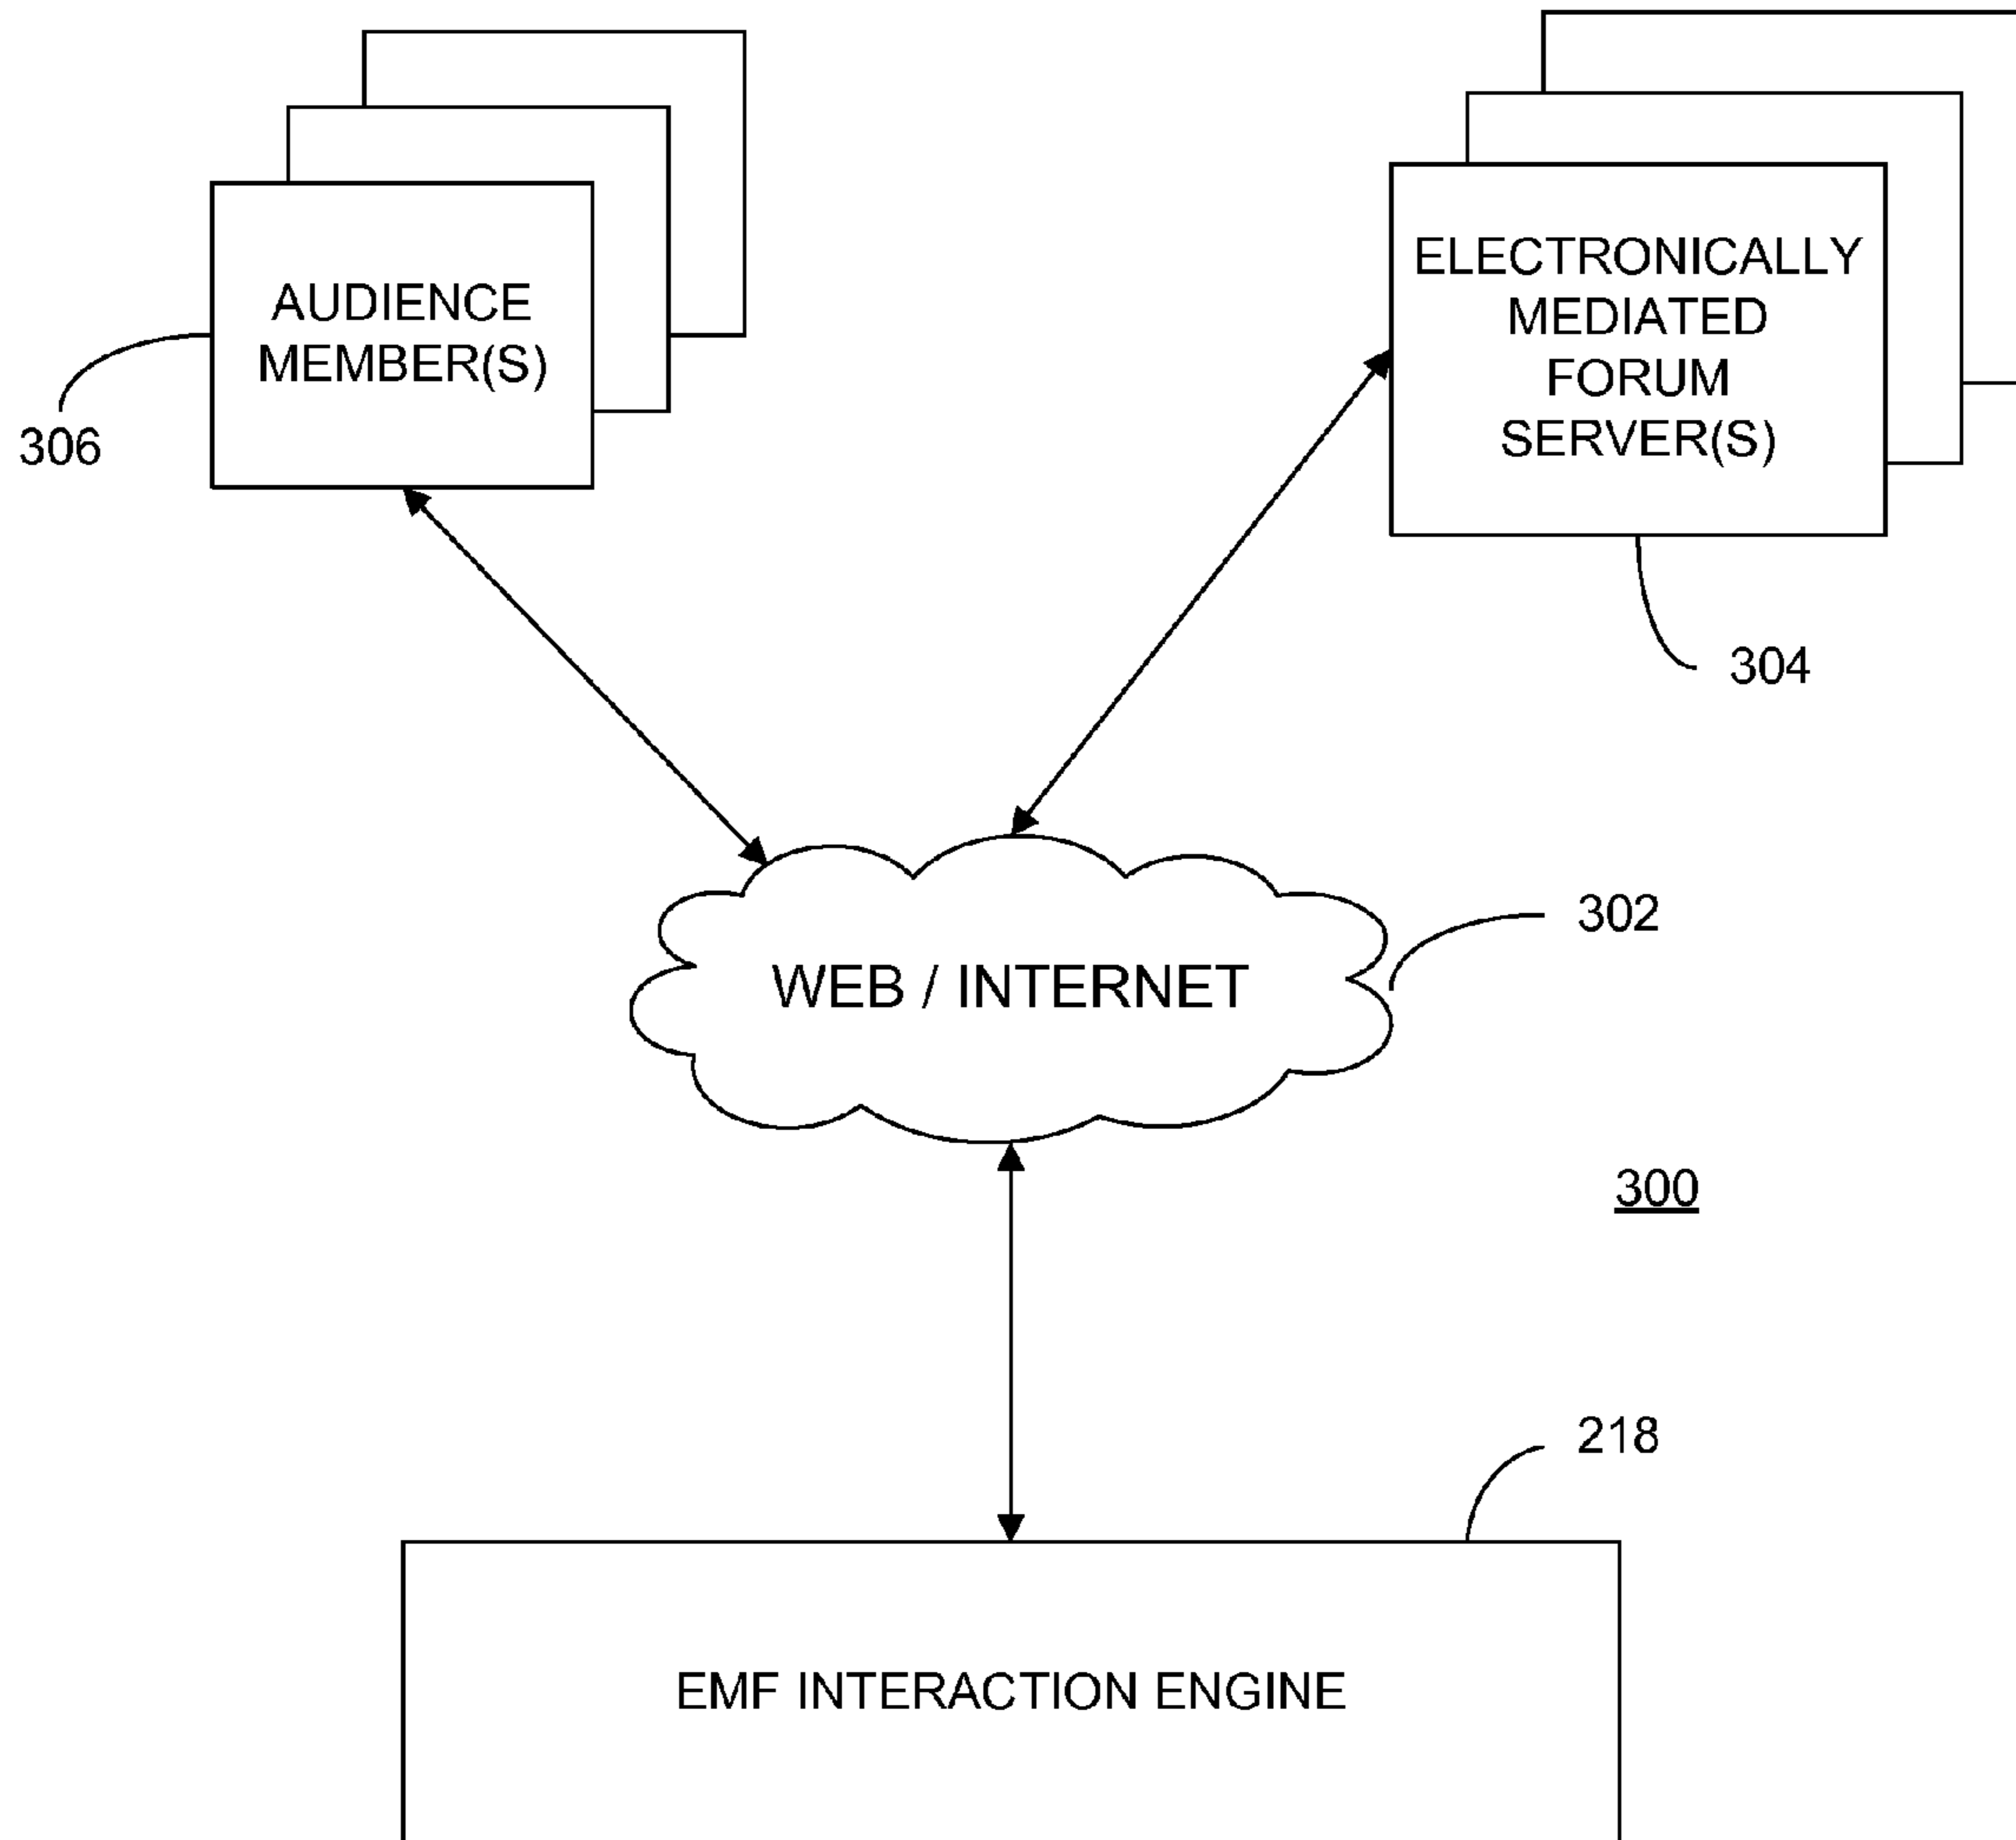 AUDIENCE
MEMBER(S)
306
ELECTRONICALLY
MEDIATED
FORUM
SERVER(S)
304
WEB / INTERNET
302
300
218
EMF INTERACTION ENGINE